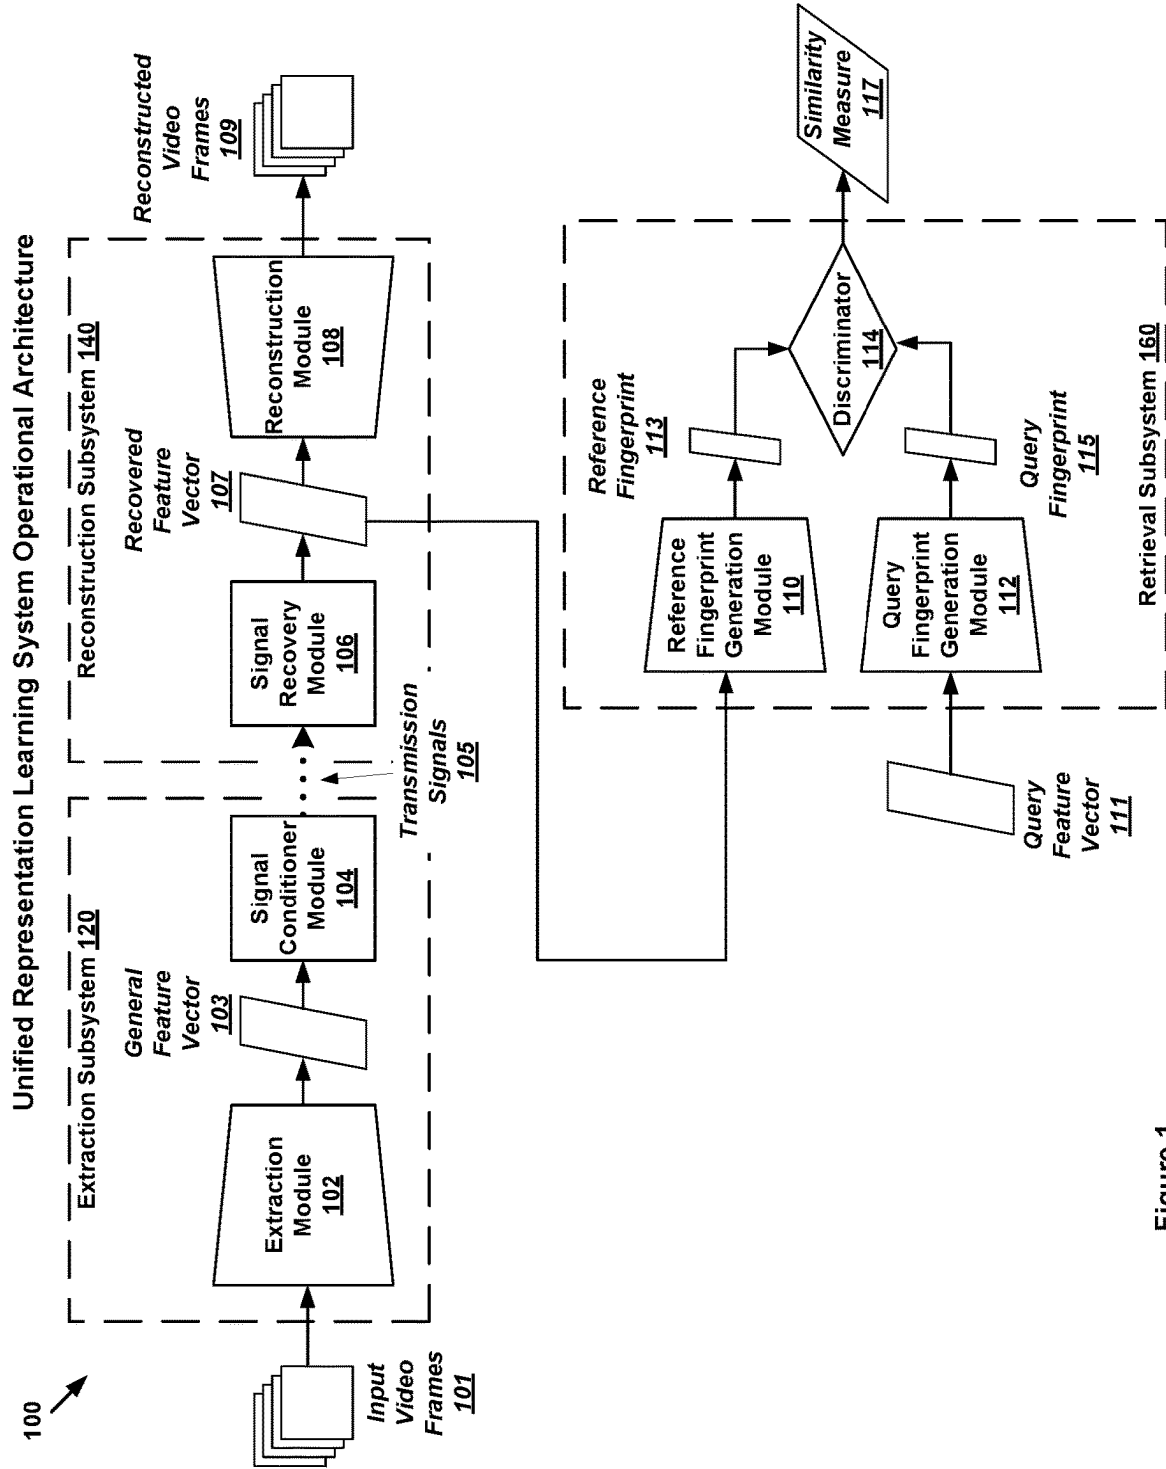 Unified Representation Learning System Operational Architecture
100
Extraction Subsystem 120
Reconstruction Subsystem 140
Input
Video
Frames
101
Extraction
Module
102
General
Feature
Vector
103
Signal
Conditioner
Module
104
Transmission
Signals
105
Signal
Recovery
Module
106
Recovered
Feature
Vector
107
Reconstruction
Module
108
Reconstructed
Video
Frames
109
Reference
Fingerprint
Generation
Module
110
Reference
Fingerprint
113
Query
Feature
Vector
111
Query
Fingerprint
Generation
Module
112
Query
Fingerprint
115
Discriminator
114
Similarity
Measure
117
Retrieval Subsystem 160
Figure 1